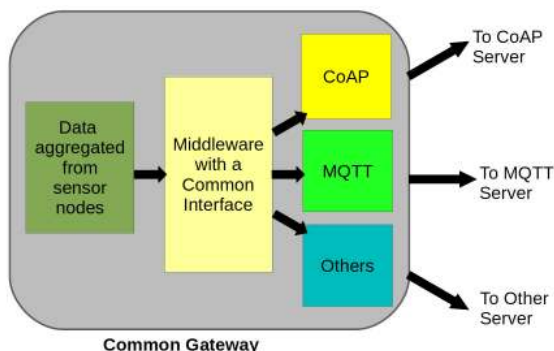 Data
aggregated
from
sensor
nodes
Middleware
with a
Common
Interface
CoAP
MQTT
Others
To CoAP
Server
To MQTT
Server
To Other
Server
Common Gateway